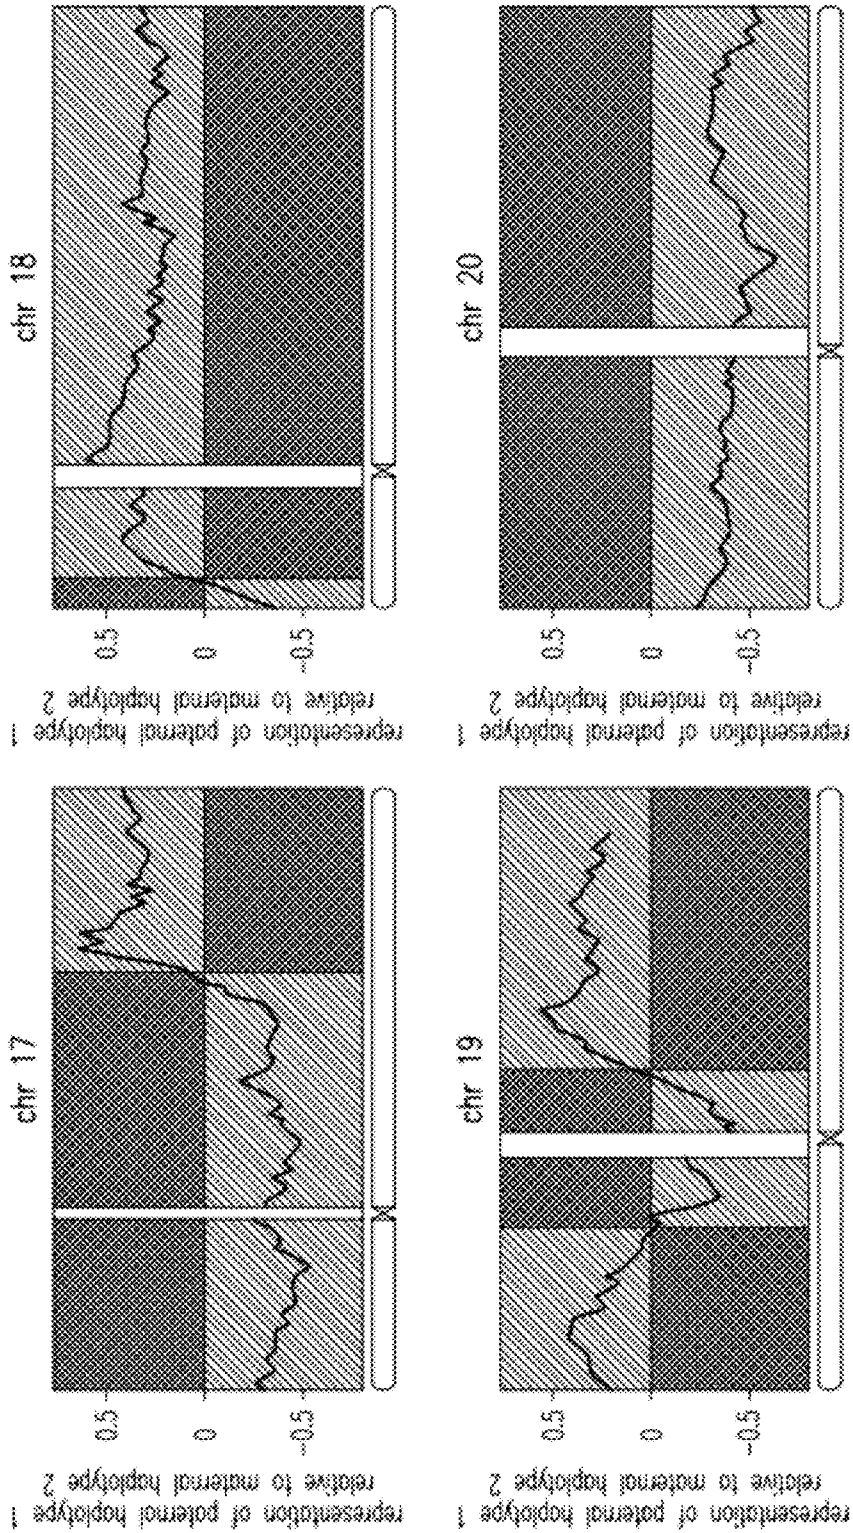 chr 17
representation of paternal haplotype 1
relative to maternal haplotype 2
0.5
0
-0.5
chr 18
representation of paternal haplotype 1
relative to maternal haplotype 2
0.5
0
-0.5
chr 19
representation of paternal haplotype 1
relative to maternal haplotype 2
0.5
0
-0.5
chr 20
representation of paternal haplotype 1
relative to maternal haplotype 2
0.5
0
-0.5